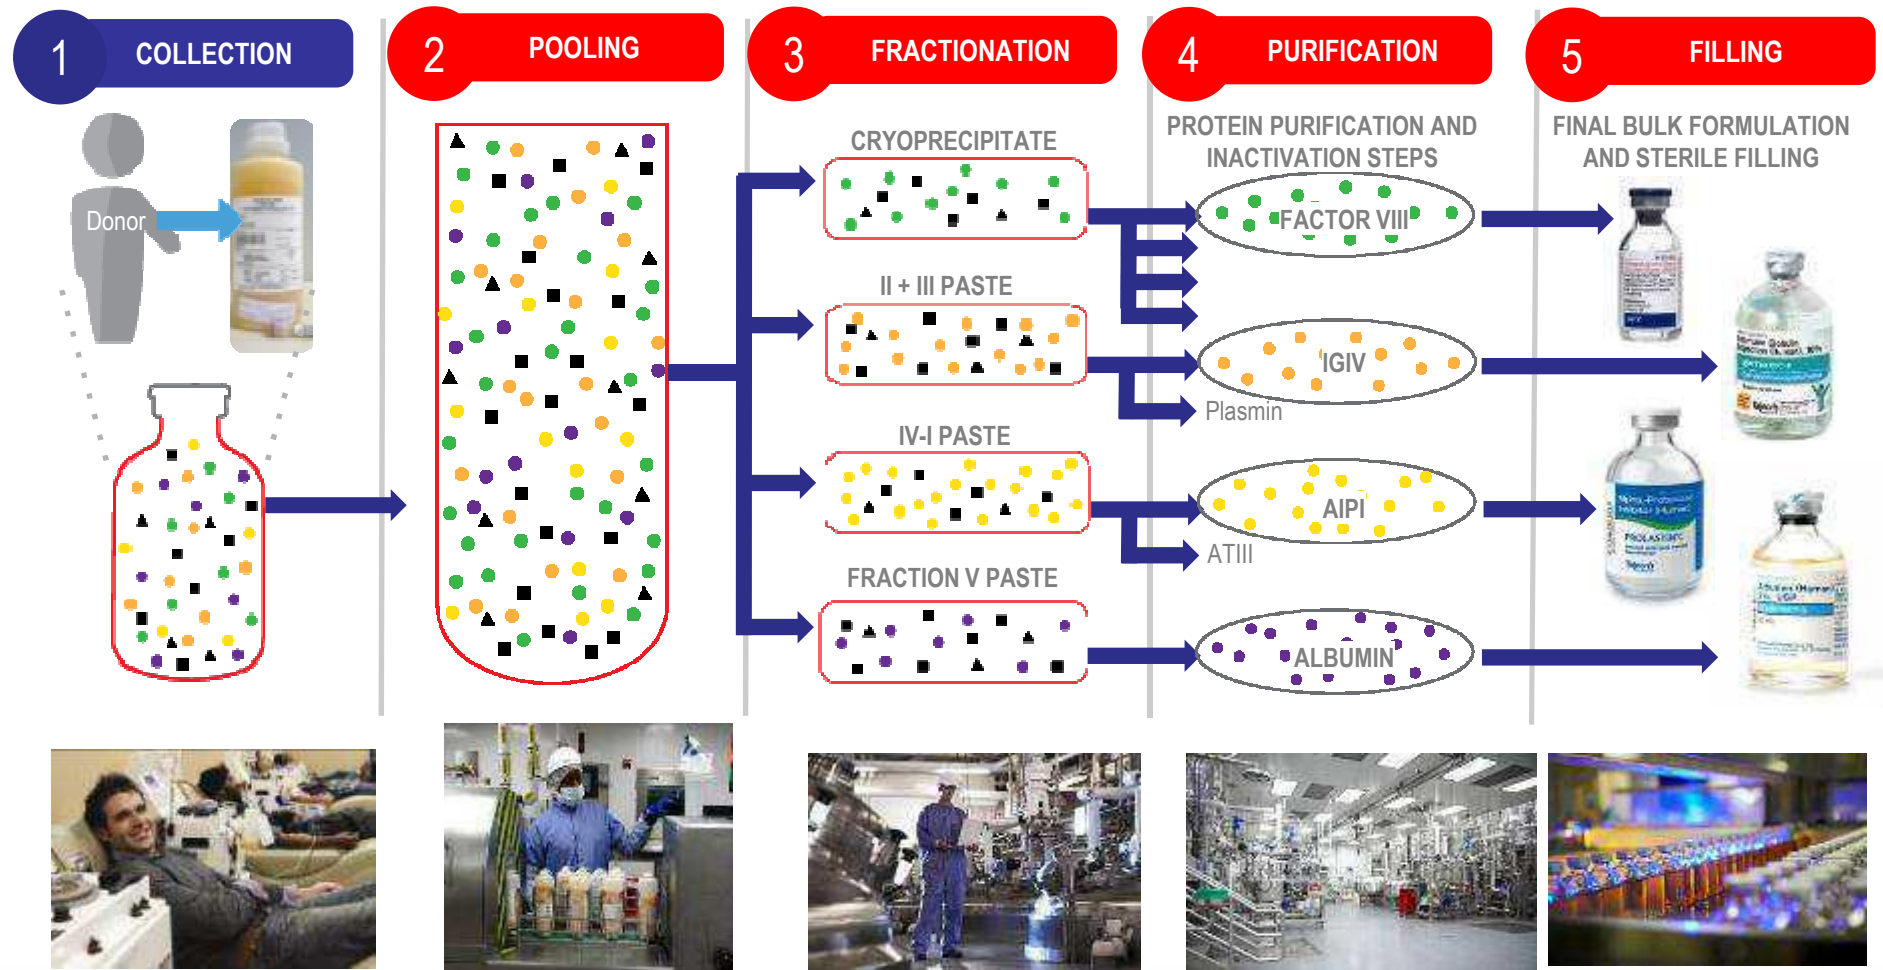 1 COLLECTION
2 POOLING
3 FRACTIONATION
4 PURIFICATION
5 FILLING
Donor
CRYOPRECIPITATE
II + III PASTE
IV-I PASTE
FRACTION V PASTE
PROTEIN PURIFICATION AND
INACTIVATION STEPS
FACTOR VIII
IGIV
Plasmin
AIPI
ATIII
ALBUMIN
FINAL BULK FORMULATION
AND STERILE FILLING
PROLASTIN